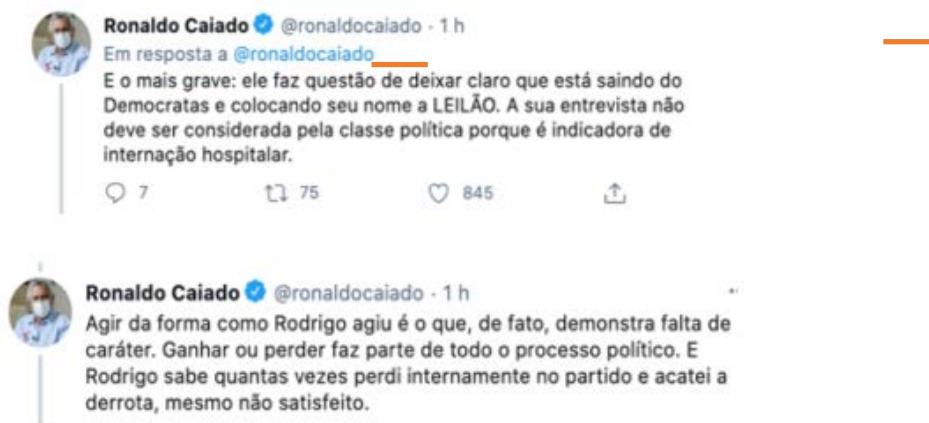 Ronaldo Caiado @ronaldocaiado · 1 h
Em resposta a @ronaldocaiado
E o mais grave: ele faz questão de deixar claro que está saindo do
Democratas e colocando seu nome a LEILÃO. A sua entrevista não
deve ser considerada pela classe política porque é indicadora de
internação hospitalar.
7 75 845
Ronaldo Caiado @ronaldocaiado · 1 h
Agir da forma como Rodrigo agiu é o que, de fato, demonstra falta de
caráter. Ganhar ou perder faz parte de todo o processo político. E
Rodrigo sabe quantas vezes perdi internamente no partido e acatei a
derrota, mesmo não satisfeito.